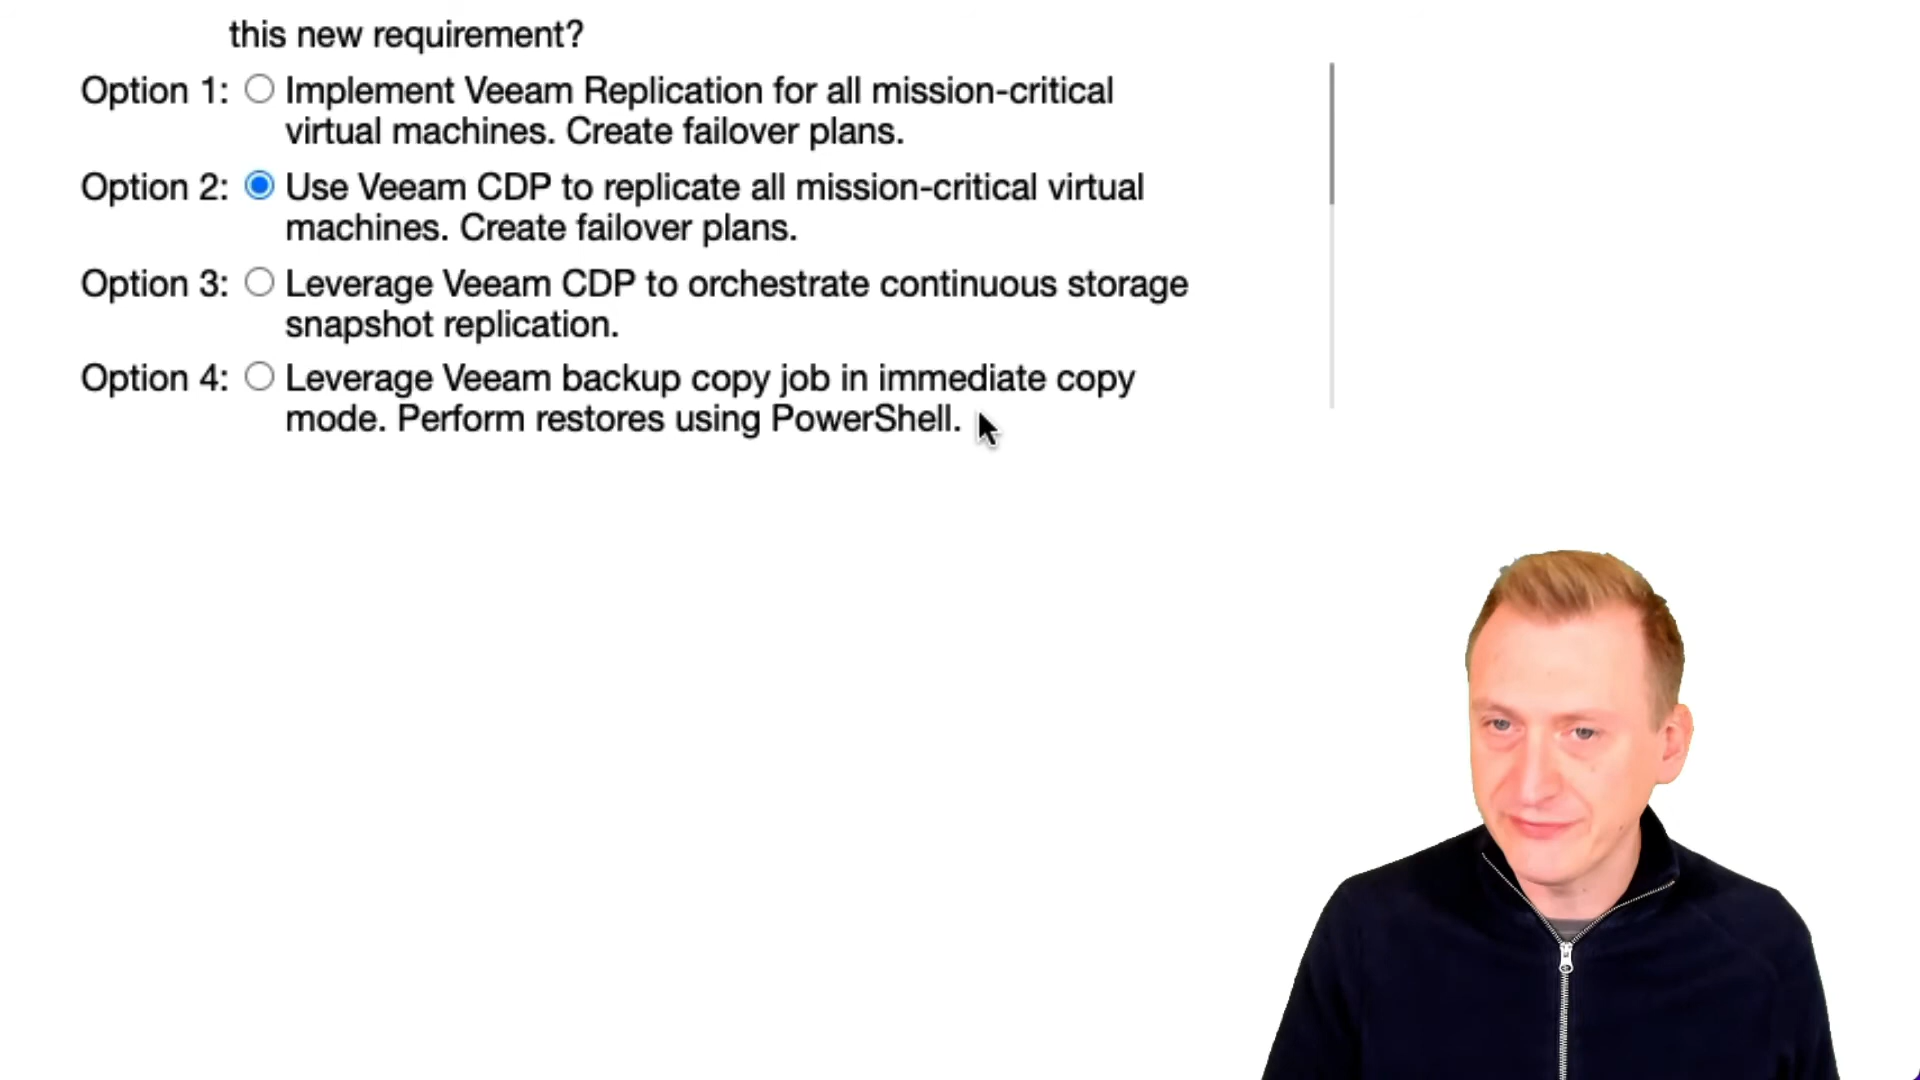 this new requirement?
Option 1: Implement Veeam Replication for all mission-critical
virtual machines. Create failover plans.
Option 2: Use Veeam CDP to replicate all mission-critical virtual
machines. Create failover plans.
Option 3: Leverage Veeam CDP to orchestrate continuous storage
snapshot replication.
Option 4: Leverage Veeam backup copy job in immediate copy
mode. Perform restores using PowerShell.